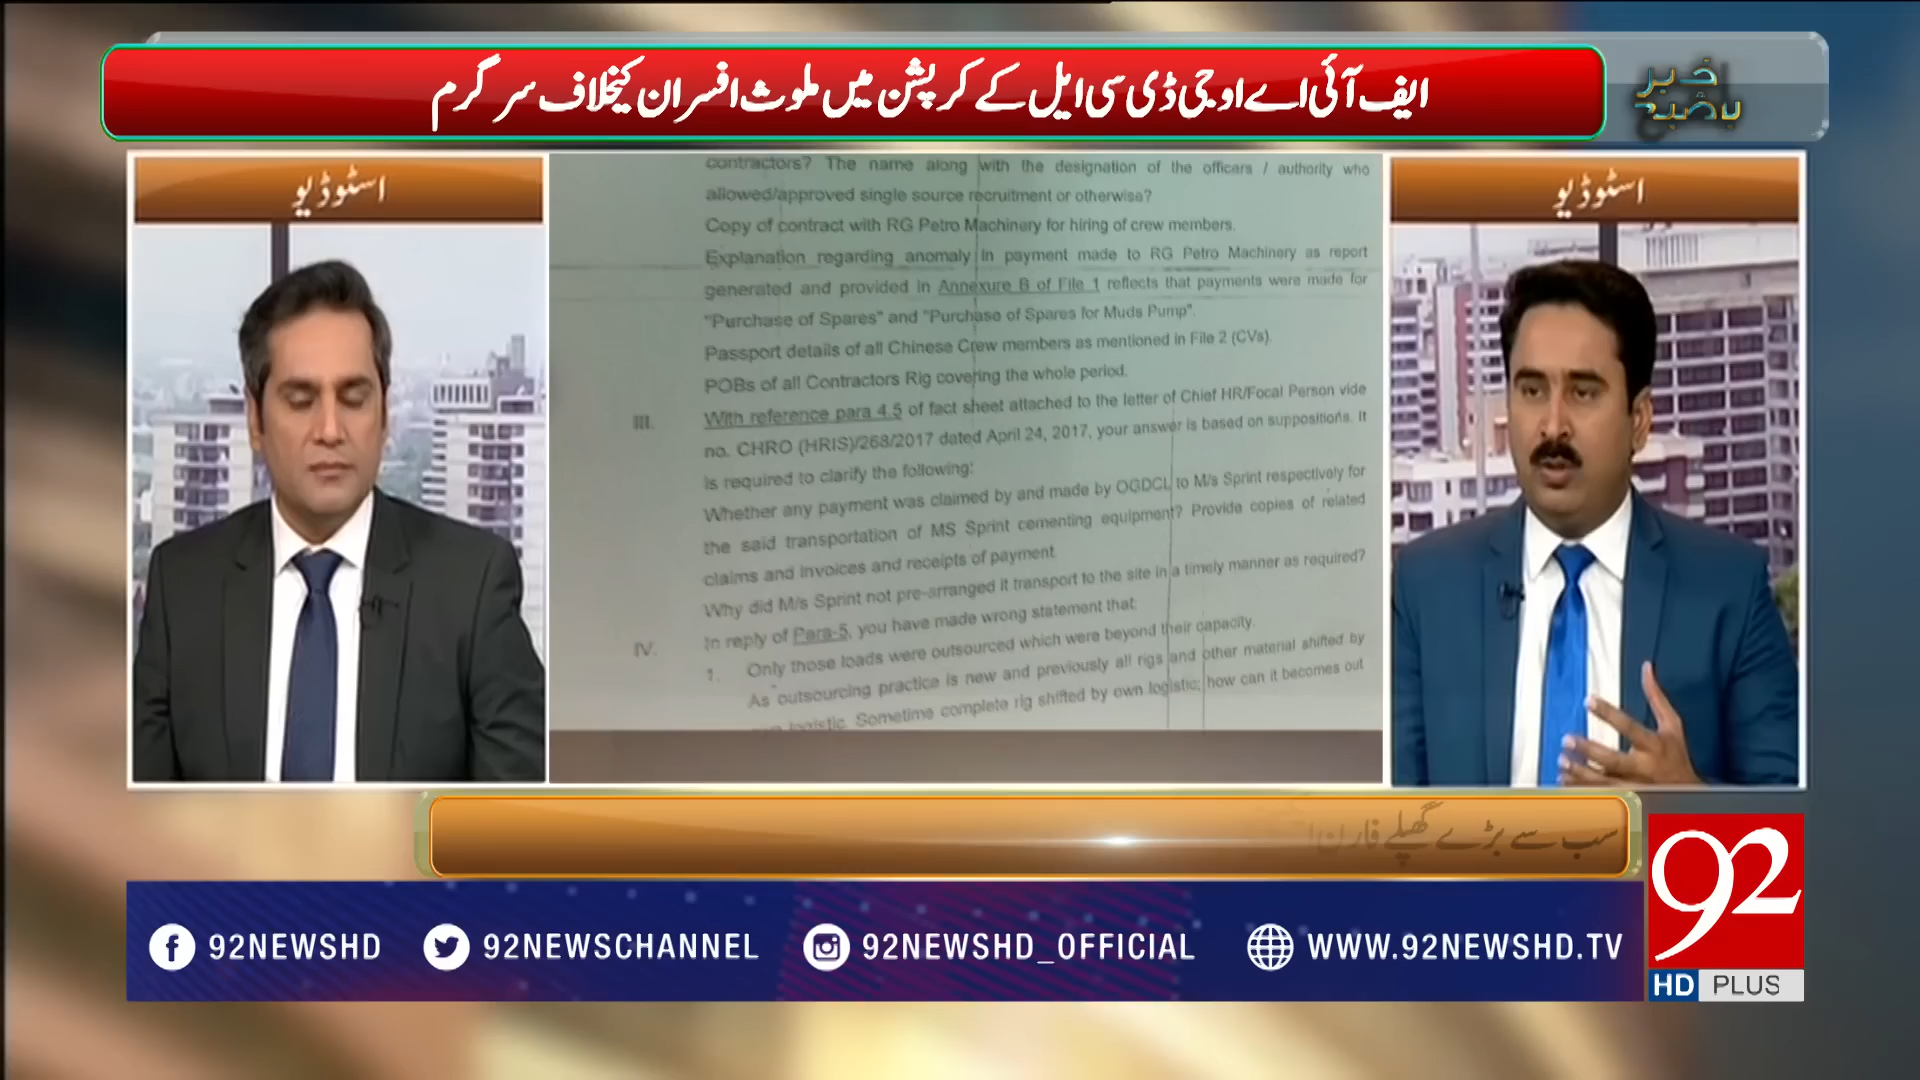 ایف آئی اے او جی ڈی سی ایل کے کرپشن میں ملوث افسران کیخلاف سرگرم
خبر
اسٹوڈیو
اسٹوڈیو
contractors? The name along with the designation of the officers / authority who
allowed/approved single source recruitment or otherwise?
Copy of contract with RG Petro Machinery for hiring of crew members.
Explanation regarding anomaly in payment made to RG Petro Machinery as report
generated and provided in Annexure B of File 1 reflects that payments were made for
"Purchase of Spares" and "Purchase of Spares for Muds Pump".
Passport details of all Chinese Crew members as mentioned in File 2 (CVs).
POBs of all Contractors Rig covering the whole period.
III. With reference para 4.5 of fact sheet attached to the letter of Chief HR/Focal Person vide
no. CHRO (HRIS)/268/2017 dated April 24, 2017, your answer is based on suppositions. It
is required to clarify the following:
Whether any payment was claimed by and made by OGDCL to M/s Sprint respectively for
the said transportation of MS Sprint cementing equipment? Provide copies of related
claims and invoices and receipts of payment.
Why did M/s Sprint not pre-arranged it transport to the site in a timely manner as required?
IV. In reply of Para-5, you have made wrong statement that:
1. Only those loads were outsourced which were beyond their capacity.
As outsourcing practice is new and previously all rigs and other material shifted by
logistic. Sometime complete rig shifted by own logistic; how can it becomes out
سب سے بڑے گھپلے فارن
92NEWSHD
92NEWSCHANNEL
92NEWSHD_OFFICIAL
WWW.92NEWSHD.TV
92
HD PLUS